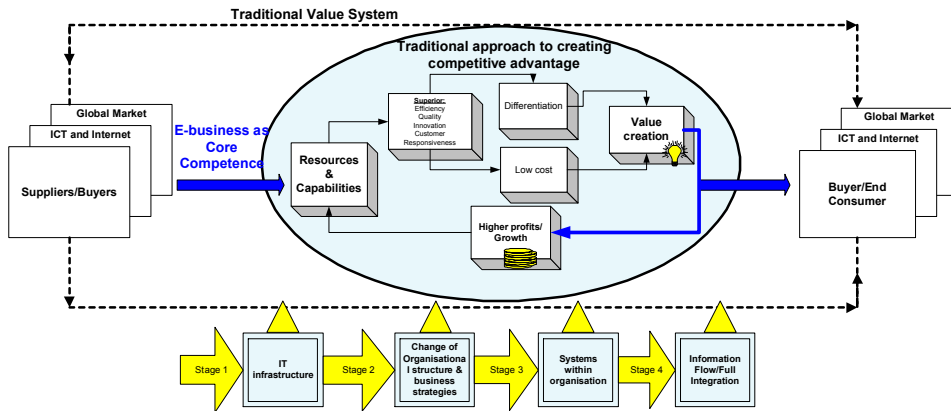 Traditional Value System
Traditional approach to creating
competitive advantage
Global Market
ICT and Internet
Suppliers/Buyers
E-business as
Core
Competence
Resources
&
Capabilities
Superior:
Efficiency
Quality
Innovation
Customer
Responsiveness
Differentiation
Low cost
Value
creation
Higher profits/
Growth
Global Market
ICT and Internet
Buyer/End
Consumer
Stage 1
IT
infrastructure
Stage 2
Change of
Organisationa
l structure &
business
strategies
Stage 3
Systems
within
organisation
Stage 4
Information
Flow/Full
Integration